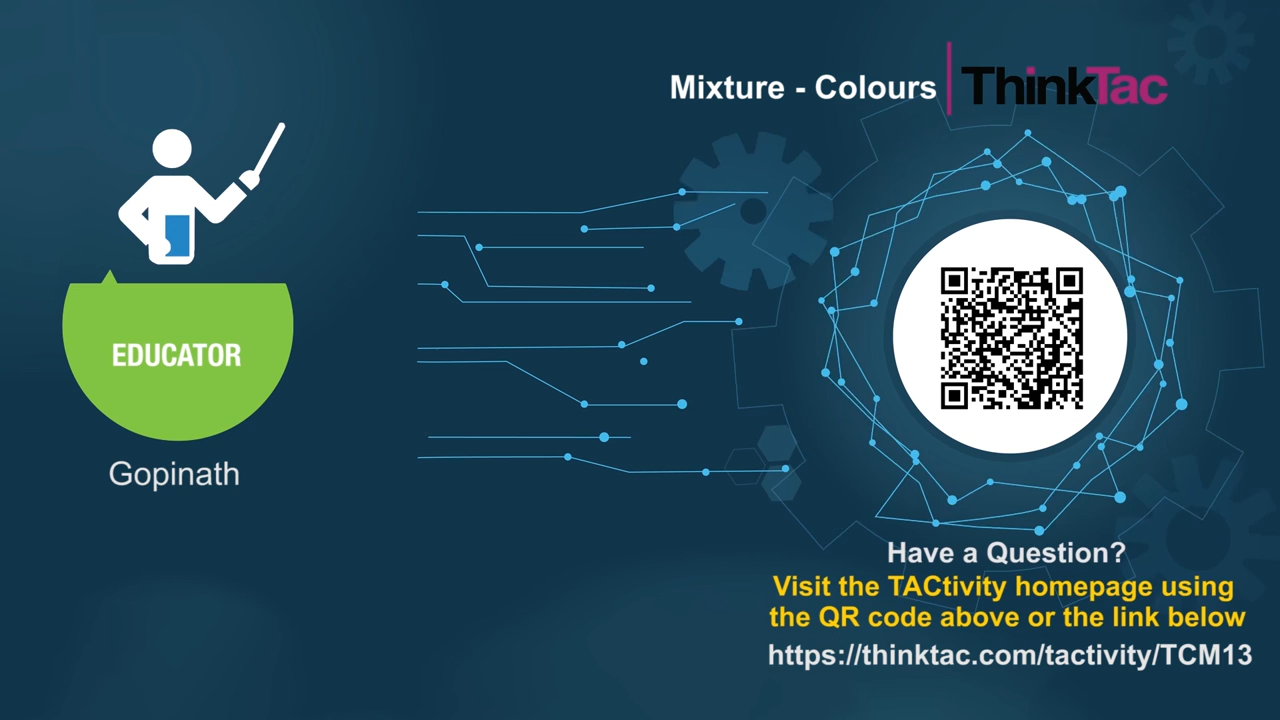 Mixture - Colours
ThinkTac
EDUCATOR
Gopinath
Have a Question?
Visit the TACtivity homepage using
the QR code above or the link below
https://thinktac.com/tactivity/TCM13